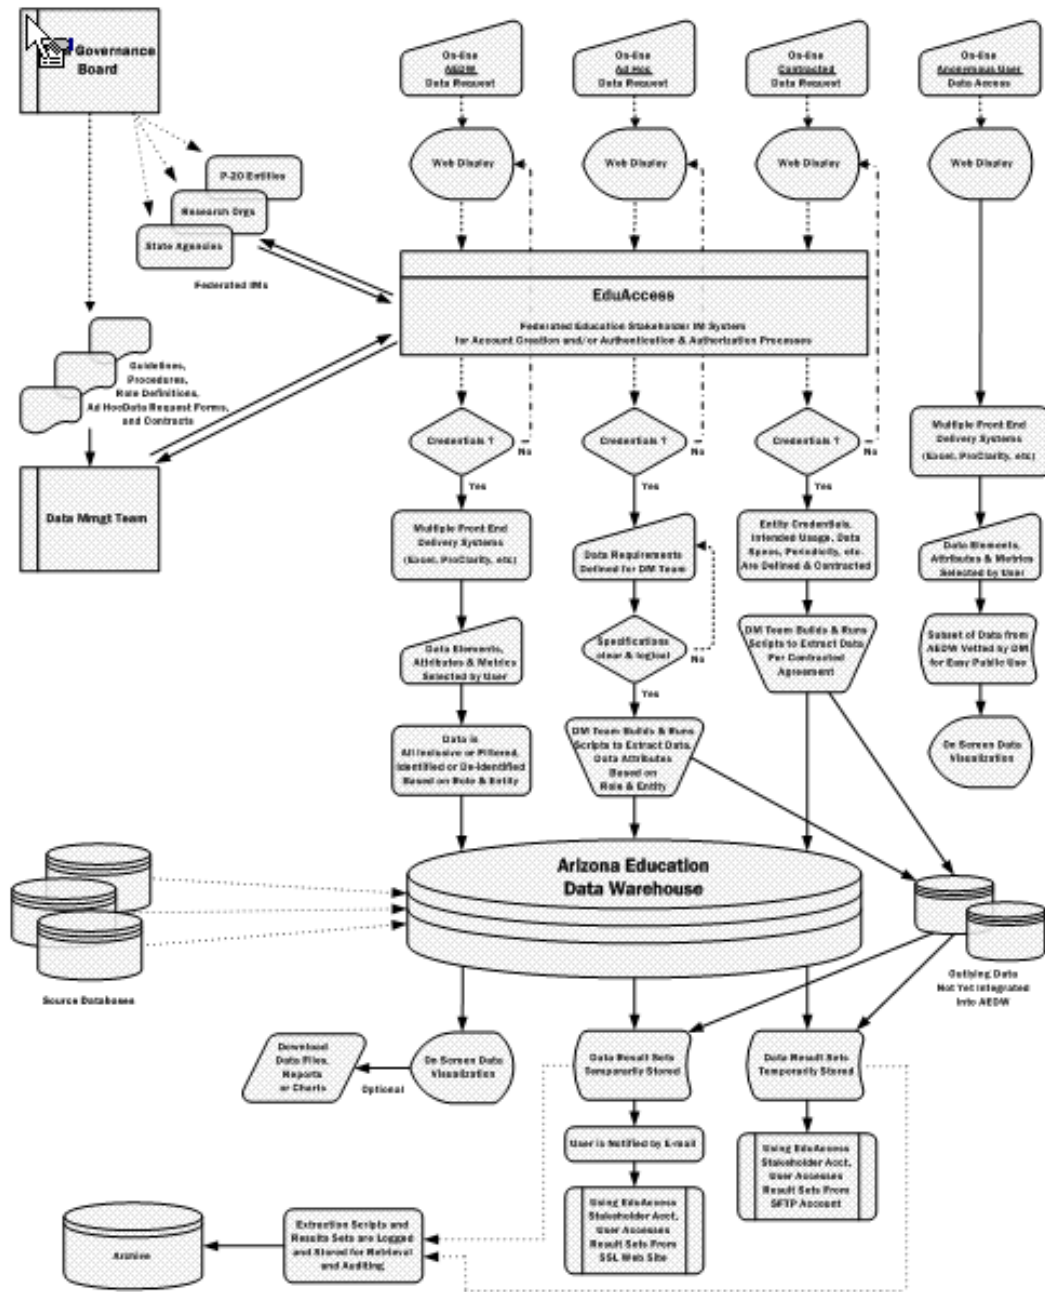 Governance
Board
On-line
AEDW
Data Request
On-line
Ad Hoc
Data Request
On-line
Contracted
Data Request
On-line
Anonymous User
Data Access
Web Display
Web Display
Web Display
Web Display
P-20 Entities
Research Orgs
State Agencies
Federated IMs
EduAccess
Federated Education Stakeholder IM System
for Account Creation and/or Authentication & Authorization Processes
Guidelines,
Procedures,
Role Definitions,
Ad HocData Request Forms,
and Contracts
Data Mmgt Team
Credentials ?
No
Yes
Credentials ?
No
Yes
Credentials ?
No
Yes
Multiple Front End
Delivery Systems
(Excel, ProClarity, etc)
Multiple Front End
Delivery Systems
(Excel, ProClarity, etc)
Data Requirements
Defined for DM Team
Entity Credentials,
Intended Usage, Data
Specs, Periodicity, etc.
Are Defined & Contracted
Data Elements,
Attributes & Metrics
Selected by User
Data Elements,
Attributes & Metrics
Selected by User
Specifications
clear & logical
No
Yes
DM Team Builds & Runs
Scripts to Extract Data
Per Contracted
Agreement
Subset of Data from
AEDW Vetted by DM
for Easy Public Use
Data is
All Inclusive or Filtered,
Identified or De-Identified
Based on Role & Entity
DM Team Builds & Runs
Scripts to Extract Data,
Data Attributes
Based on
Role & Entity
On Screen Data
Visualization
Arizona Education
Data Warehouse
Source Databases
Outlying Data
Not Yet Integrated
Into AEDW
Download
Data Files,
Reports
or Charts
Optional
On Screen Data
Visualization
Data Result Sets
Temporarily Stored
Data Result Sets
Temporarily Stored
User is Notified by E-mail
Using EduAccess
Stakeholder Acct,
User Accesses
Result Sets From
SFTP Account
Using EduAccess
Stakeholder Acct,
User Accesses
Result Sets From
SSL Web Site
Extraction Scripts and
Results Sets are Logged
and Stored for Retrieval
and Auditing
Archive